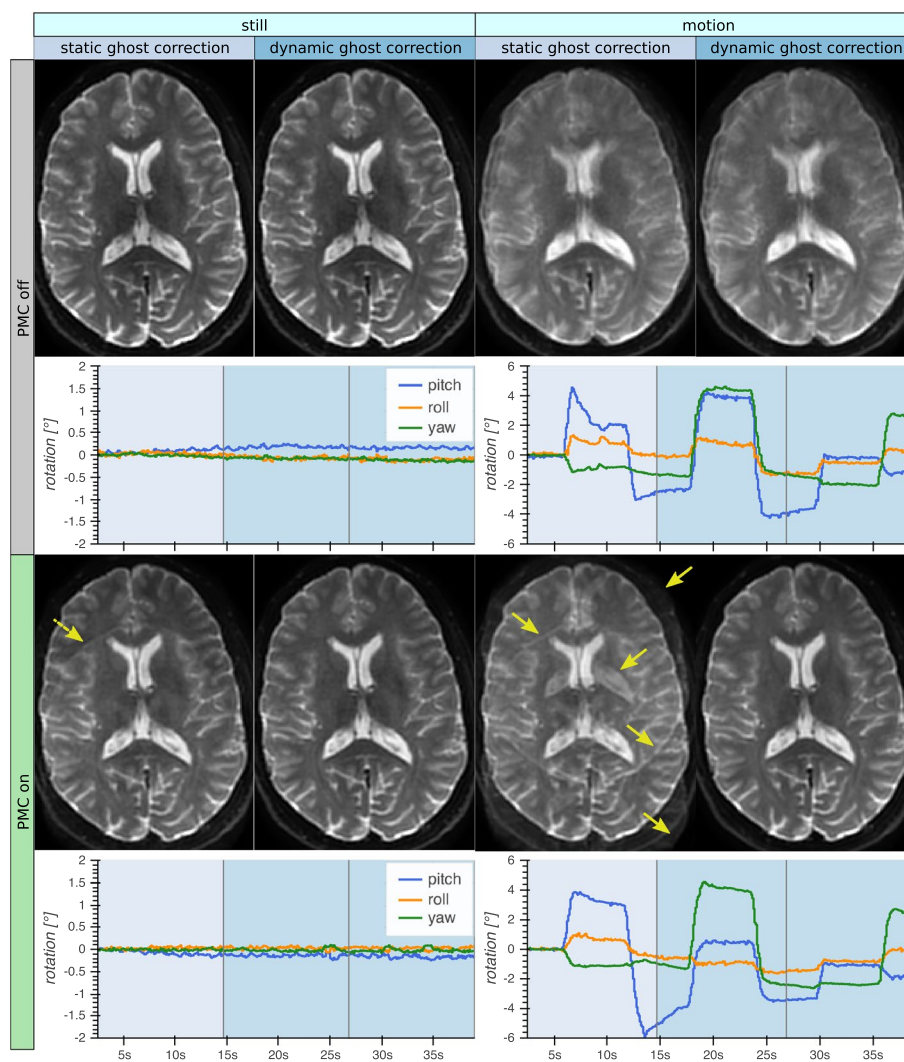 still motion
static ghost correction dynamic ghost correction static ghost correction dynamic ghost correction
PMC off
rotation [°]
2
1.5
1
0.5
0
-0.5
-1
-1.5
-2
pitch
roll
yaw
rotation [°]
6
4
2
0
-2
-4
-6
PMC on
rotation [°]
2
1.5
1
0.5
0
-0.5
-1
-1.5
-2
pitch
roll
yaw
5s 10s 15s 20s 25s 30s 35s
rotation [°]
6
4
2
0
-2
-4
-6
5s 10s 15s 20s 25s 30s 35s